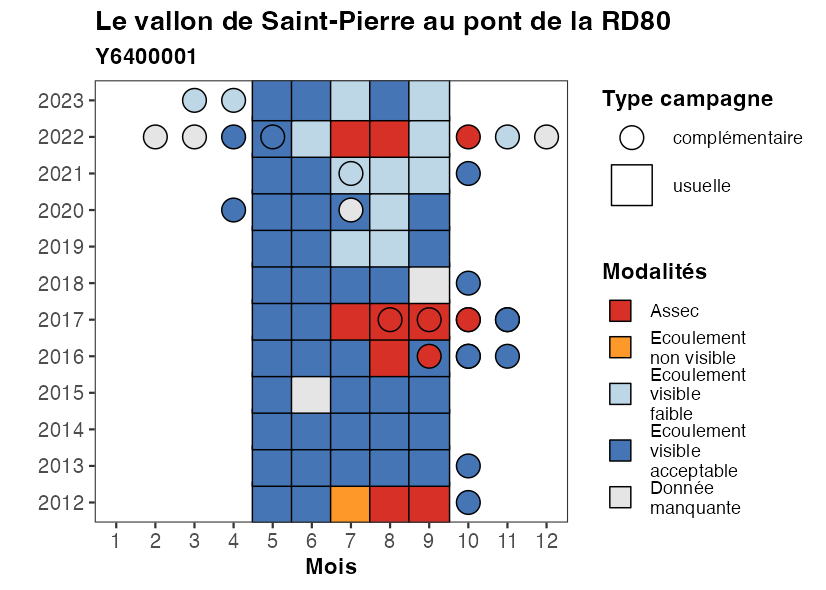 Le vallon de Saint-Pierre au pont de la RD80
Y6400001
2023
2022
2021
2020
2019
2018
2017
2016
2015
2014
2013
2012
1 2 3 4 5 6 7 8 9 10 11 12
Mois
Type campagne
complémentaire
usuelle
Modalités
Assec
Ecoulement
non visible
Ecoulement
visible
faible
Ecoulement
visible
acceptable
Donnée
manquante